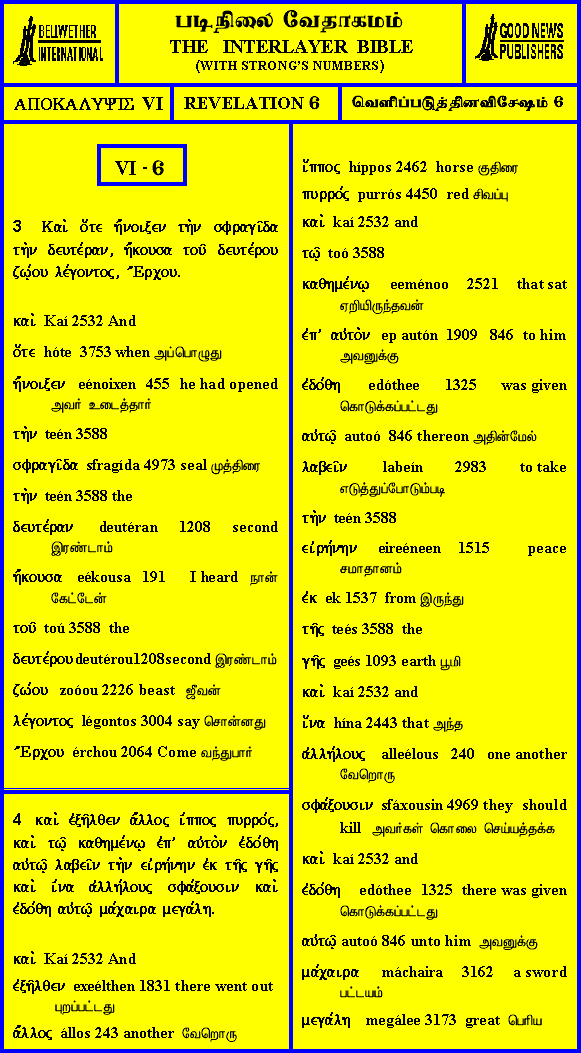 BELLWETHER
INTERNATIONAL
படிநிலை வேதாகமம்
THE INTERLAYER BIBLE
(WITH STRONG'S NUMBERS)
GOOD NEWS
PUBLISHERS
ΑΠΟΚΑΛΥΨΙΣ VI
REVELATION 6
வெளிப்படுத்தினவிசேஷம் 6
VI - 6
3 Καὶ ὅτε ἤνοιξεν τὴν σφραγῖδα
τὴν δευτέραν, ἤκουσα τοῦ δευτέρου
ζῴου λέγοντος, Ἔρχου.
καὶ Kaí 2532 And
ὅτε hóte 3753 when அப்பொழுது
ἤνοιξεν eénoixen 455 he had opened
அவர் உடைத்தார்
τὴν teén 3588
σφραγῖδα sfragída 4973 seal முத்திரை
τὴν teén 3588 the
δευτέραν deutéran 1208 second
இரண்டாம்
ἤκουσα eékousa 191 I heard நான்
கேட்டேன்
τοῦ toú 3588 the
δευτέρου deutérou1208second இரண்டாம்
ζώου zoóou 2226 beast ஜீவன்
λέγοντος légontos 3004 say சொன்னது
Ἔρχου érchou 2064 Come வந்துபார்
4 καὶ ἐξῆλθεν ἄλλος ἵππος πυρρός,
καὶ τῷ καθημένῳ ἐπ' αὐτὸν ἐδόθη
αὐτῷ λαβεῖν τὴν εἰρήνην ἐκ τῆς γῆς
καὶ ἵνα ἀλλήλους σφάξουσιν καὶ
ἐδόθη αὐτῷ μάχαιρα μεγάλη.
καὶ Kaí 2532 And
ἐξῆλθεν exeélthen 1831 there went out
புறப்பட்டது
ἄλλος állos 243 another வேறொரு
ἵππος híppos 2462 horse குதிரை
πυρρός purrós 4450 red சிவப்பு
καὶ kaí 2532 and
τῷ toó 3588
καθημένῳ eeménoo 2521 that sat
ஏறியிருந்தவன்
ἐπ' αὐτὸν ep autón 1909 846 to him
அவனுக்கு
ἐδόθη edóthee 1325 was given
கொடுக்கப்பட்டது
αὐτῷ autoó 846 thereon அதின்மேல்
λαβεῖν labeín 2983 to take
எடுத்துப்போடும்படி
τὴν teén 3588
εἰρήνην eireéneen 1515 peace
சமாதானம்
ἐκ ek 1537 from இருந்து
τῆς teés 3588 the
γῆς geés 1093 earth பூமி
καὶ kaí 2532 and
ἵνα hína 2443 that அந்த
ἀλλήλους alleélous 240 one another
வேறொரு
σφάξουσιν sfáxousin 4969 they should
kill அவர்கள் கொலை செய்யத்தக்க
καὶ kaí 2532 and
ἐδόθη edóthee 1325 there was given
கொடுக்கப்பட்டது
αὐτῷ autoó 846 unto him அவனுக்கு
μάχαιρα máchaira 3162 a sword
பட்டயம்
μεγάλη megálee 3173 great பெரிய